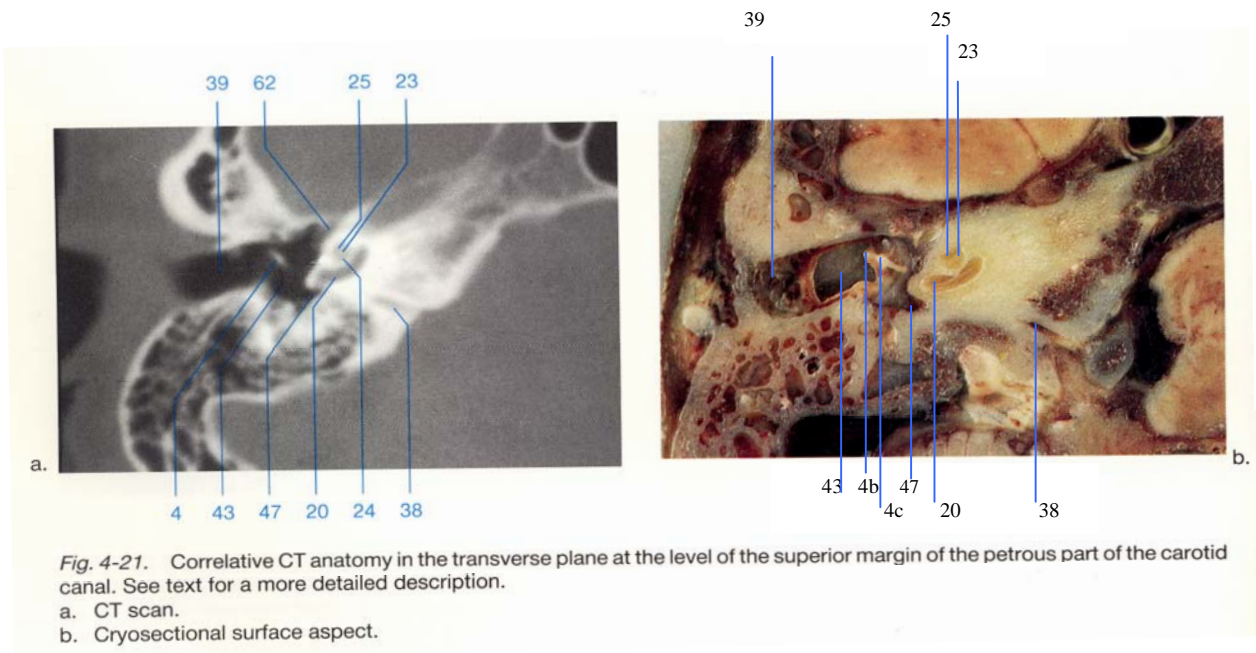 39
25
23
39 62 25 23
a.
b.
4 43 47 20 24 38
43 4b 47
4c 20 38
Fig. 4-21. Correlative CT anatomy in the transverse plane at the level of the superior margin of the petrous part of the carotid
canal. See text for a more detailed description.
a. CT scan.
b. Cryosectional surface aspect.